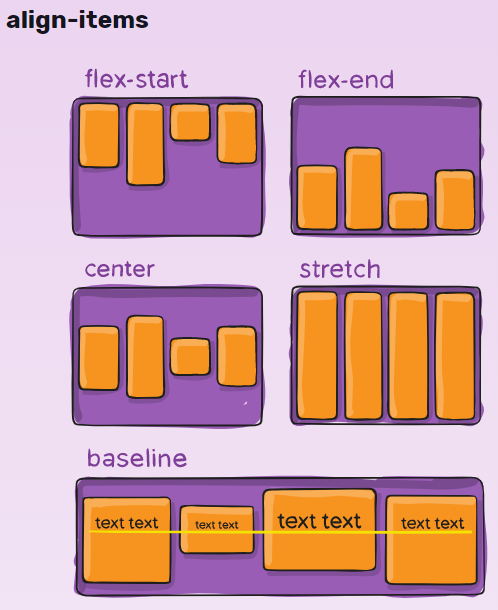 align-items
flex-start
flex-end
center
stretch
baseline
text text
text text
text text
text text